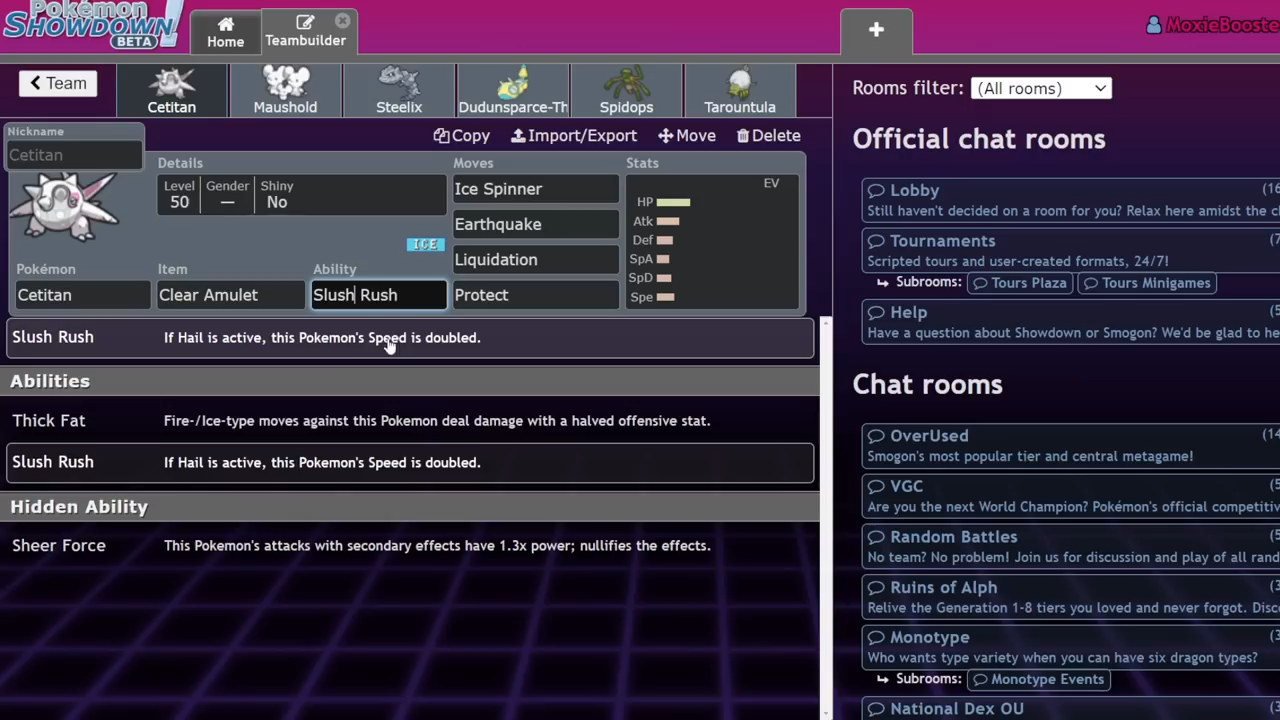 Pokémon
SHOWDOWN!
BETA
Home
Teambuilder
+
MoxieBooste
Team
Cetitan
Maushold
Steelix
Dudunsparce-Th
Spidops
Tarountula
Rooms filter:
(All rooms)
Copy
Import/Export
Move
Delete
Official chat rooms
Nickname
Cetitan
Details
Level
50
Gender
—
Shiny
No
ICE
Pokémon
Cetitan
Item
Clear Amulet
Ability
Slush Rush
Moves
Ice Spinner
Earthquake
Liquidation
Protect
Stats
EV
HP
Atk
Def
SpA
SpD
Spe
Slush Rush If Hail is active, this Pokemon's Speed is doubled.
Abilities
Thick Fat Fire-/Ice-type moves against this Pokemon deal damage with a halved offensive stat.
Slush Rush If Hail is active, this Pokemon's Speed is doubled.
Hidden Ability
Sheer Force This Pokemon's attacks with secondary effects have 1.3x power; nullifies the effects.
Lobby (16
Still haven't decided on a room for you? Relax here amidst the c
Tournaments (7
Scripted tours and user-created formats, 24/7!
Subrooms: Tours Plaza Tours Minigames
Help (5
Have a question about Showdown or Smogon? We'd be glad to he
Chat rooms
OverUsed (14
Smogon's most popular tier and central metagame!
VGC (5
Are you the next World Champion? Pokémon's official competitiv
Random Battles (5
No team? No problem! Join us for discussion and play of all rand
Ruins of Alph (3
Relive the Generation 1-8 tiers you loved and never forgot. Disc
Monotype (3
Who wants type variety when you can have six dragon types?
Subrooms: Monotype Events
National Dex OU (3